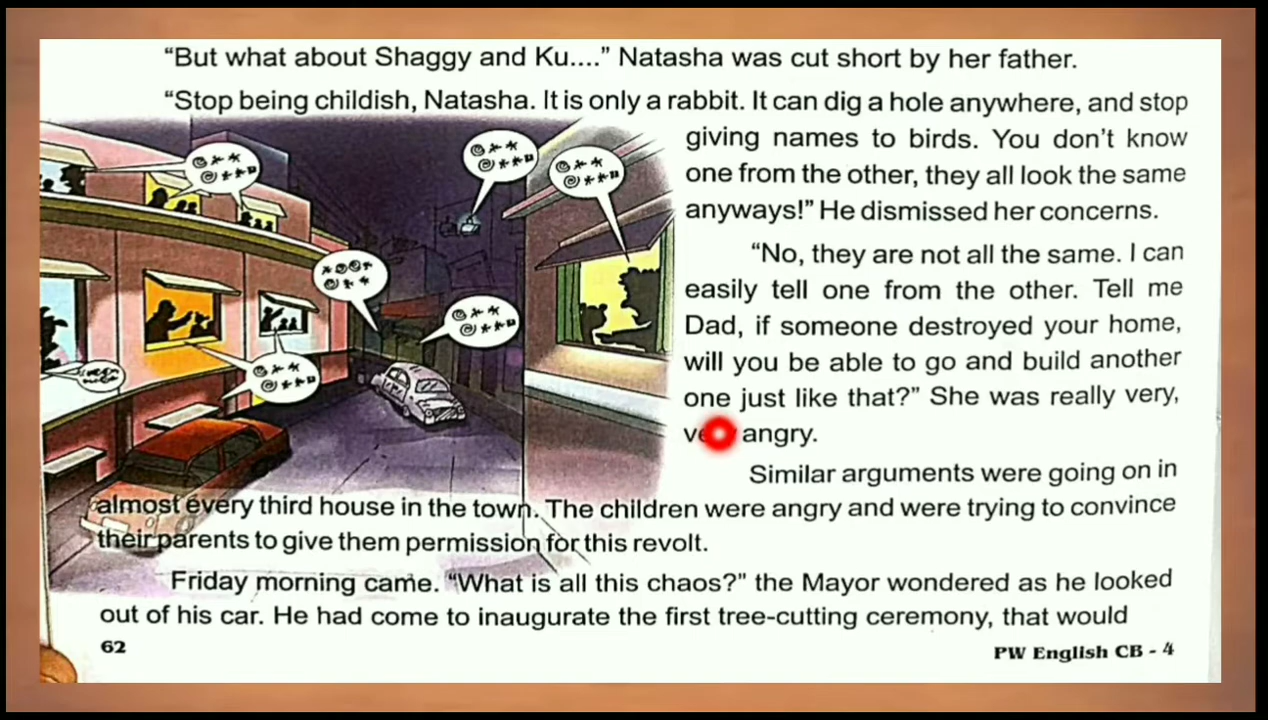 “But what about Shaggy and Ku....” Natasha was cut short by her father.
“Stop being childish, Natasha. It is only a rabbit. It can dig a hole anywhere, and stop
giving names to birds. You don’t know
one from the other, they all look the same
anyways!” He dismissed her concerns.
“No, they are not all the same. I can
easily tell one from the other. Tell me
Dad, if someone destroyed your home,
will you be able to go and build another
one just like that?” She was really very,
angry.
Similar arguments were going on in
almost every third house in the town. The children were angry and were trying to convince
their parents to give them permission for this revolt.
Friday morning came. “What is all this chaos?” the Mayor wondered as he looked
out of his car. He had come to inaugurate the first tree-cutting ceremony, that would
62
PW English CB - 4